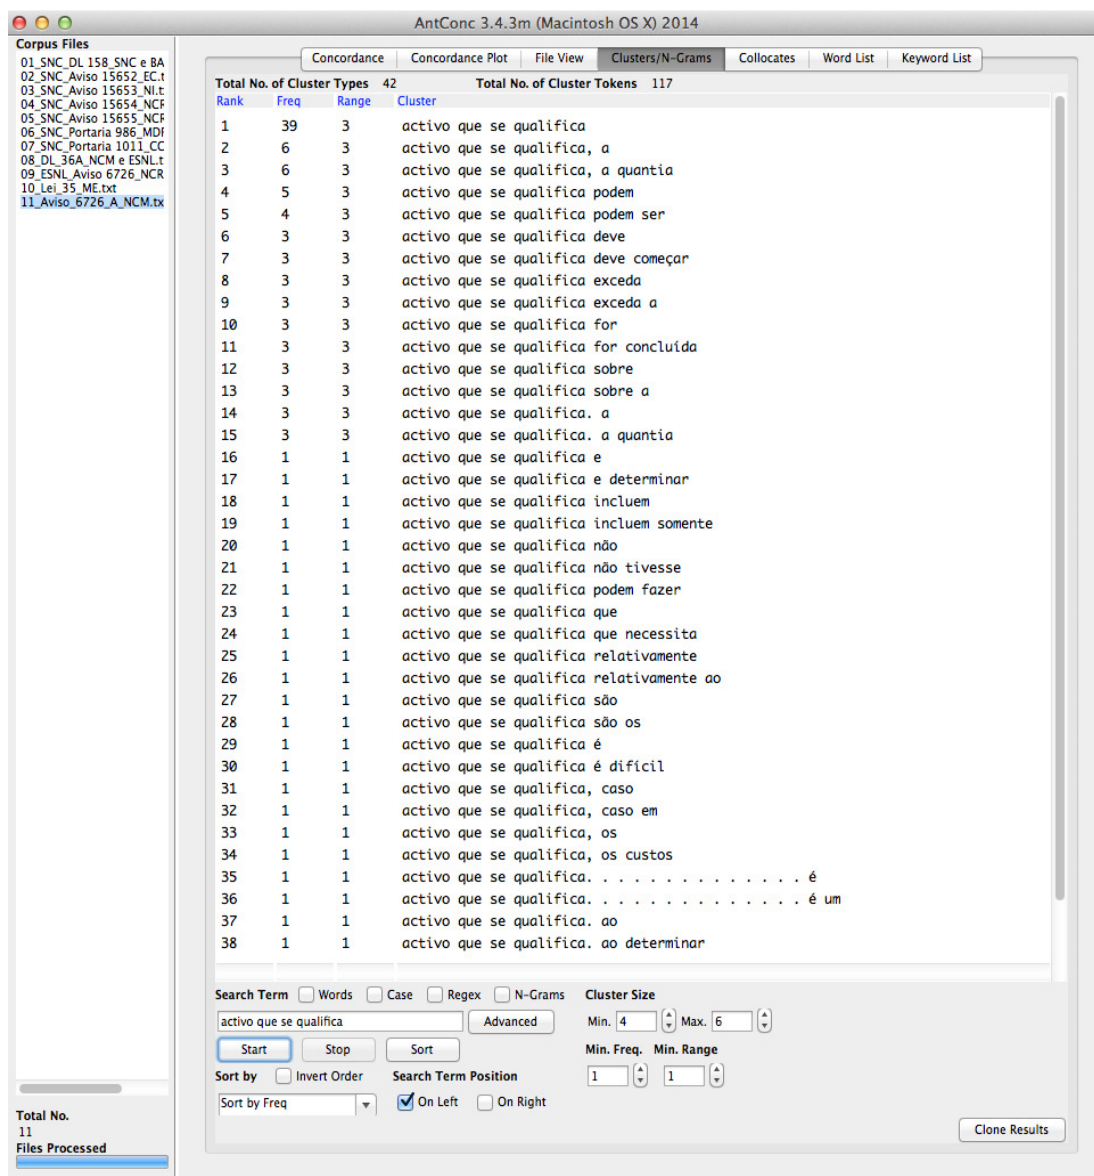 AntConc 3.4.3m (Macintosh OS X) 2014
Corpus Files
01_SNC_DL 158_SNC e BA
02_SNC_Aviso 15652_EC.t
03_SNC_Aviso 15653_NI.t
04_SNC_Aviso 15654_NCR
05_SNC_Aviso 15655_NCR
06_SNC_Portaria 986_MDF
07_SNC_Portaria 1011_CC
08_DL_36A_NCM e ESNL.t
09_ESNL_Aviso 6726_NCR
10_Lei_35_ME.txt
11_Aviso_6726_A_NCM.tx
Total No.
11
Files Processed
Concordance Concordance Plot File View Clusters/N-Grams Collocates Word List Keyword List
Total No. of Cluster Types 42 Total No. of Cluster Tokens 117
Rank Freq Range Cluster
1 39 3 activo que se qualifica
2 6 3 activo que se qualifica, a
3 6 3 activo que se qualifica, a quantia
4 5 3 activo que se qualifica podem
5 4 3 activo que se qualifica podem ser
6 3 3 activo que se qualifica deve
7 3 3 activo que se qualifica deve começar
8 3 3 activo que se qualifica exceda
9 3 3 activo que se qualifica exceda a
10 3 3 activo que se qualifica for
11 3 3 activo que se qualifica for concluída
12 3 3 activo que se qualifica sobre
13 3 3 activo que se qualifica sobre a
14 3 3 activo que se qualifica. a
15 3 3 activo que se qualifica. a quantia
16 1 1 activo que se qualifica e
17 1 1 activo que se qualifica e determinar
18 1 1 activo que se qualifica incluem
19 1 1 activo que se qualifica incluem somente
20 1 1 activo que se qualifica não
21 1 1 activo que se qualifica não tivesse
22 1 1 activo que se qualifica podem fazer
23 1 1 activo que se qualifica que
24 1 1 activo que se qualifica que necessita
25 1 1 activo que se qualifica relativamente
26 1 1 activo que se qualifica relativamente ao
27 1 1 activo que se qualifica são
28 1 1 activo que se qualifica são os
29 1 1 activo que se qualifica é
30 1 1 activo que se qualifica é difícil
31 1 1 activo que se qualifica, caso
32 1 1 activo que se qualifica, caso em
33 1 1 activo que se qualifica, os
34 1 1 activo que se qualifica, os custos
35 1 1 activo que se qualifica. . . . . . . . . . . . . . . é
36 1 1 activo que se qualifica. . . . . . . . . . . . . . . é um
37 1 1 activo que se qualifica. ao
38 1 1 activo que se qualifica. ao determinar
Search Term Words Case Regex N-Grams Cluster Size
activo que se qualifica Advanced Min. 4 Max. 6
Start Stop Sort Min. Freq. Min. Range
Sort by Invert Order Search Term Position 1 1
Sort by Freq On Left On Right
Clone Results